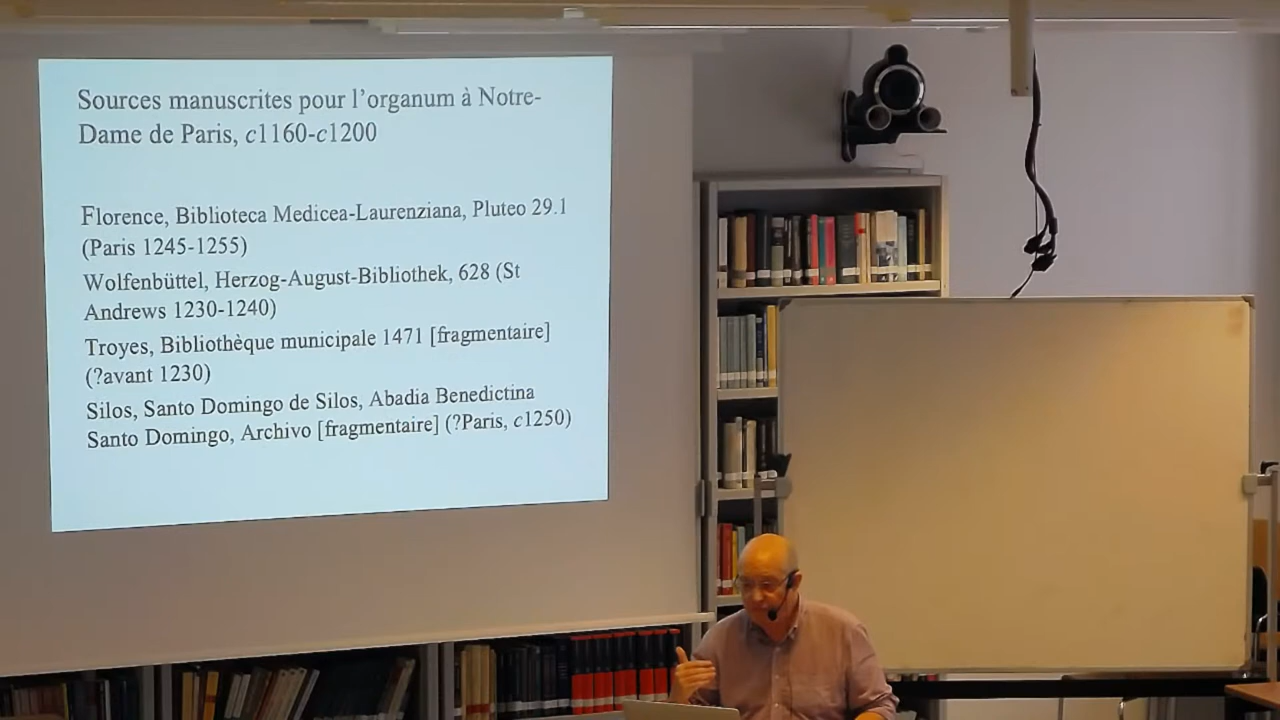 Sources manuscrites pour l’organum à Notre-
Dame de Paris, c1160-c1200
Florence, Biblioteca Medicea-Laurenziana, Pluteo 29.1
(Paris 1245-1255)
Wolfenbüttel, Herzog-August-Bibliothek, 628 (St
Andrews 1230-1240)
Troyes, Bibliothèque municipale 1471 [fragmentaire]
(?avant 1230)
Silos, Santo Domingo de Silos, Abadia Benedictina
Santo Domingo, Archivo [fragmentaire] (?Paris, c1250)